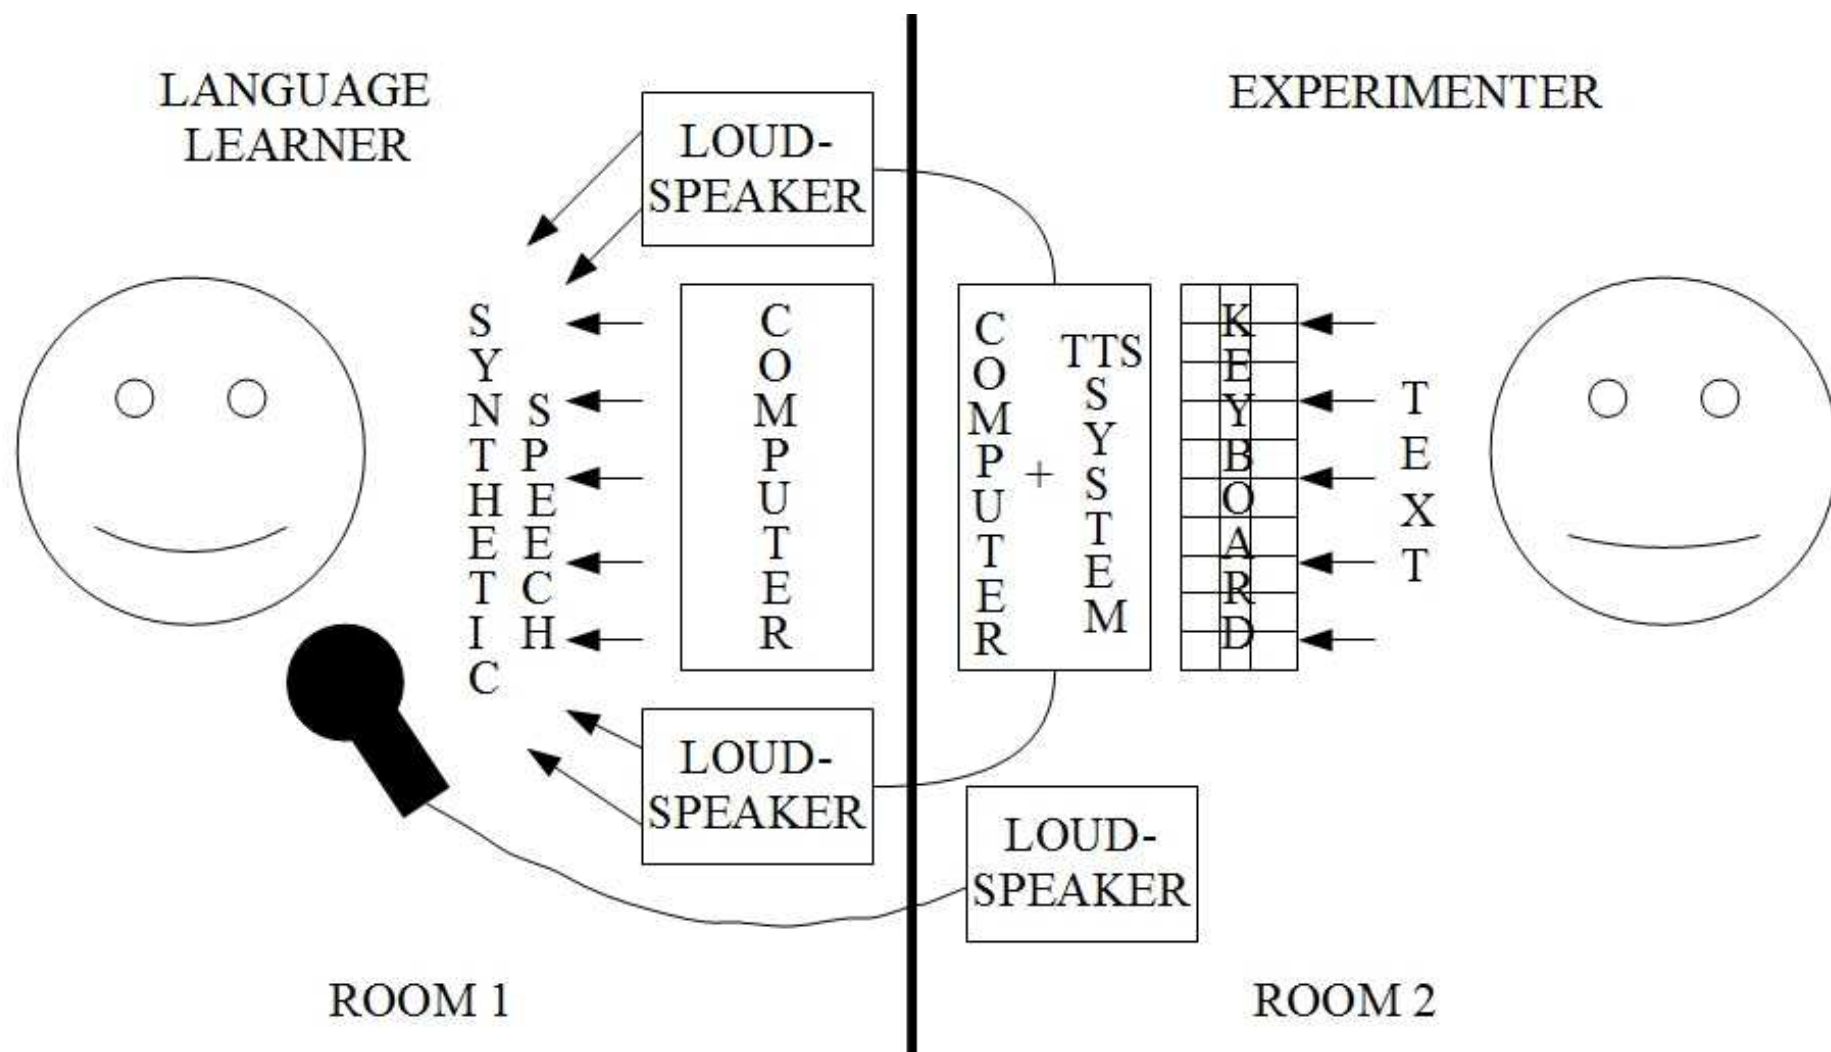 LANGUAGE
LEARNER
EXPERIMENTER
LOUD-
SPEAKER
SYNTHETIC
SPEECH
COMPUTER
COMPUTER
+
TTS
SYSTEM
KEYBOARD
TEXT
LOUD-
SPEAKER
LOUD-
SPEAKER
ROOM 1
ROOM 2